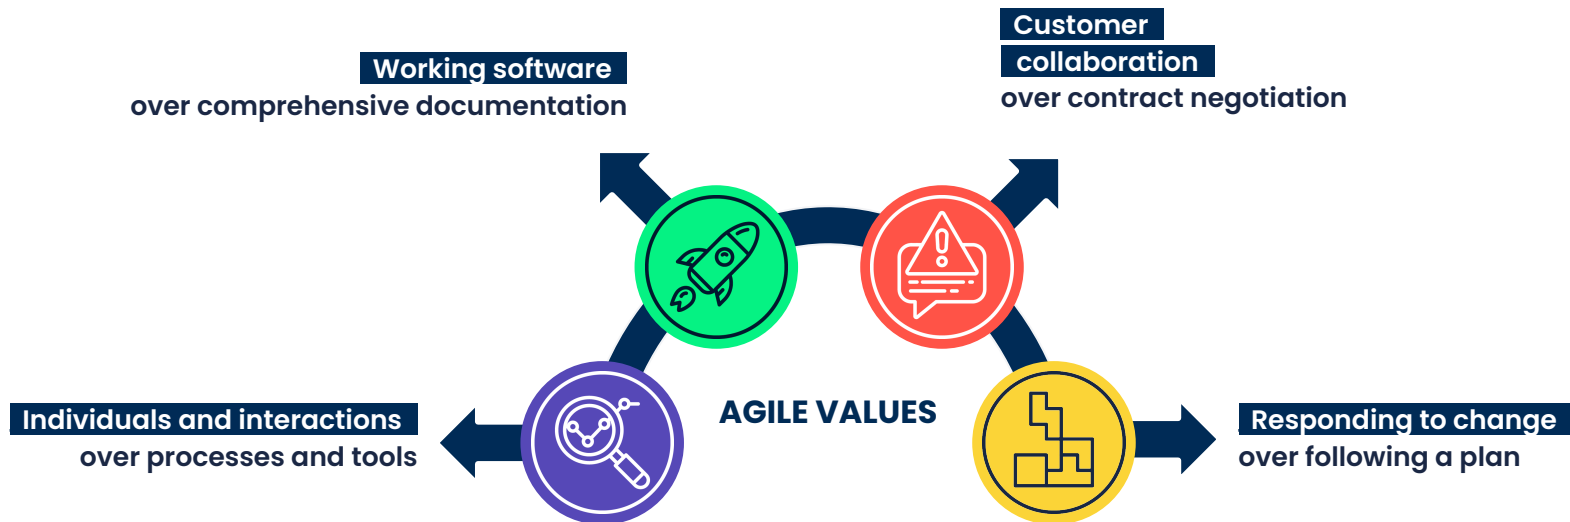 Working software
over comprehensive documentation
Customer
collaboration
over contract negotiation
Individuals and interactions
over processes and tools
AGILE VALUES
Responding to change
over following a plan